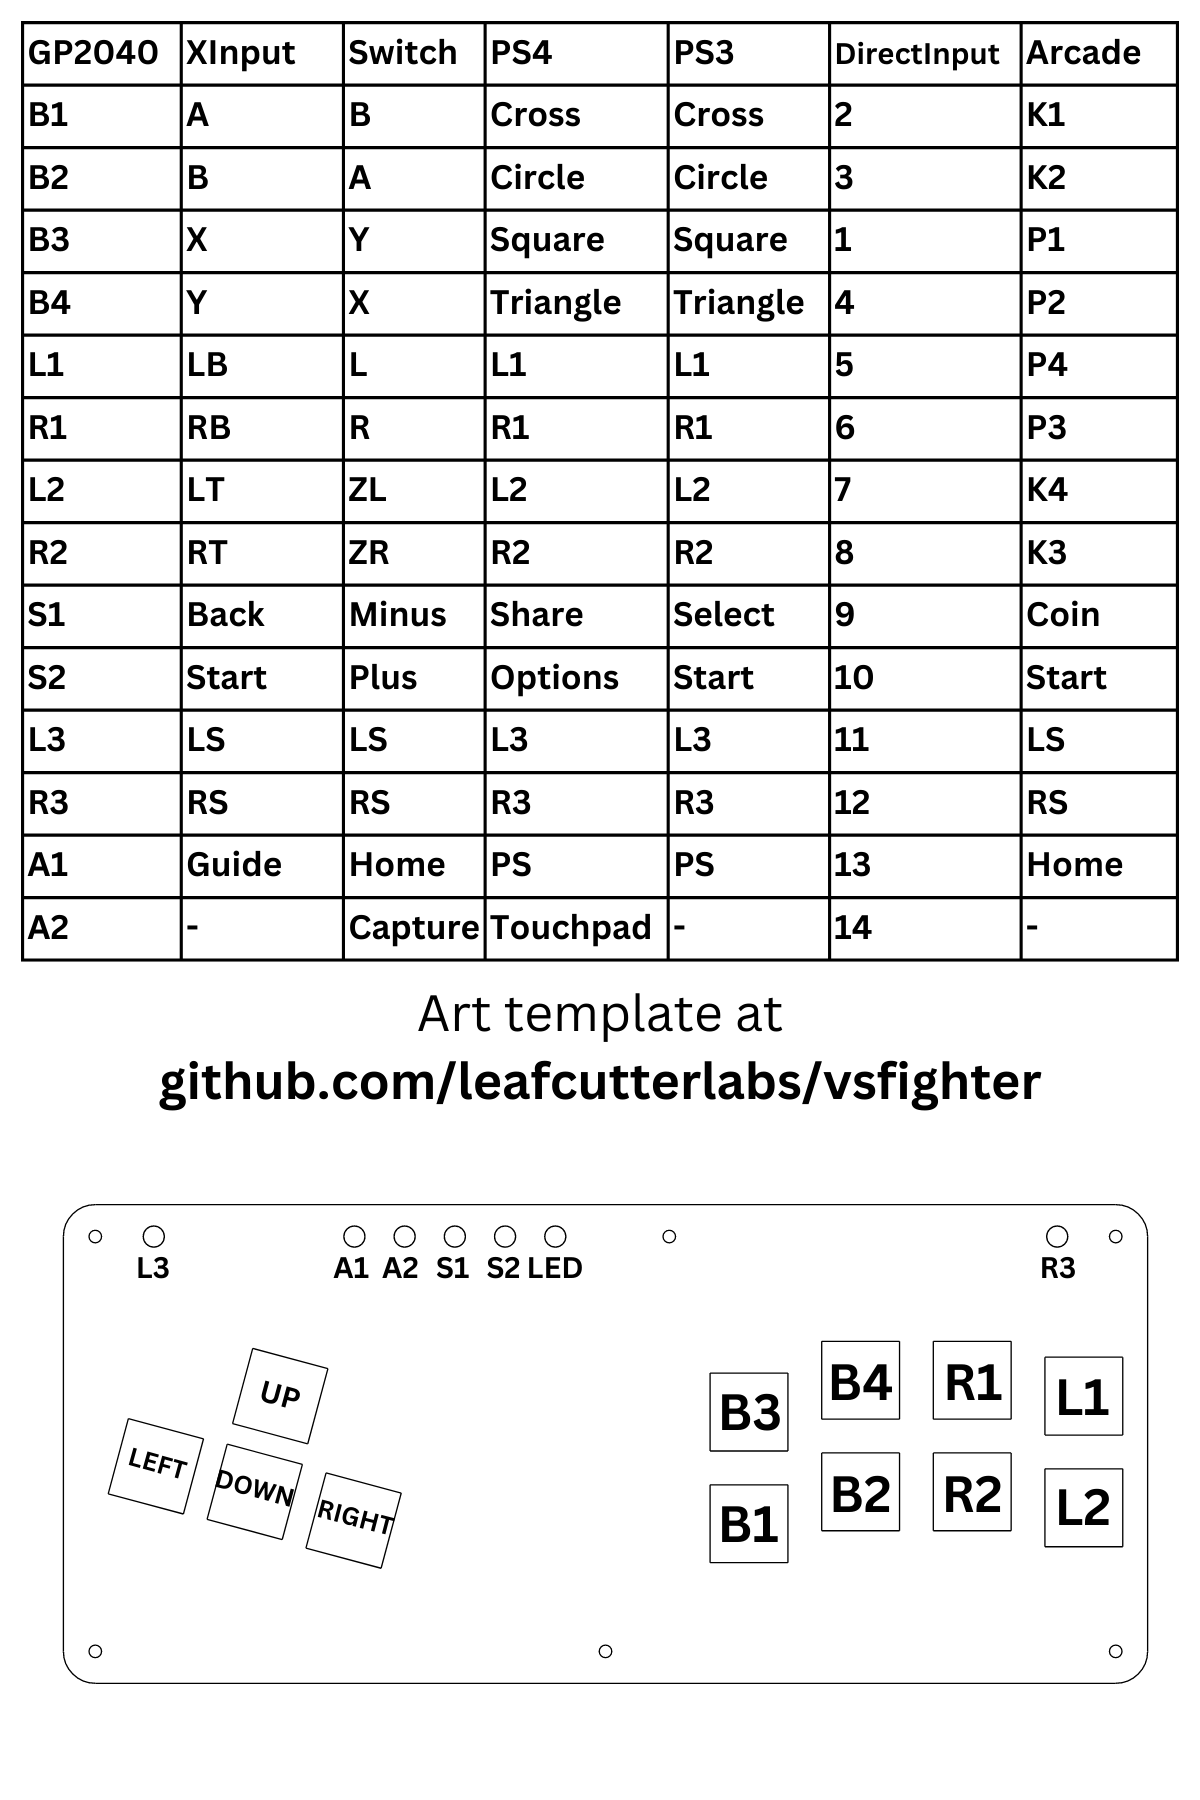 GP2040 XInput Switch PS4 PS3 DirectInput Arcade
B1 A B Cross Cross 2 K1
B2 B A Circle Circle 3 K2
B3 X Y Square Square 1 P1
B4 Y X Triangle Triangle 4 P2
L1 LB L L1 L1 5 P4
R1 RB R R1 R1 6 P3
L2 LT ZL L2 L2 7 K4
R2 RT ZR R2 R2 8 K3
S1 Back Minus Share Select 9 Coin
S2 Start Plus Options Start 10 Start
L3 LS LS L3 L3 11 LS
R3 RS RS R3 R3 12 RS
A1 Guide Home PS PS 13 Home
A2 - Capture Touchpad - 14 -
Art template at
github.com/leafcutterlabs/vsfighter
L3 A1 A2 S1 S2 LED R3
UP
LEFT DOWN RIGHT
B3 B4 R1 L1
B1 B2 R2 L2